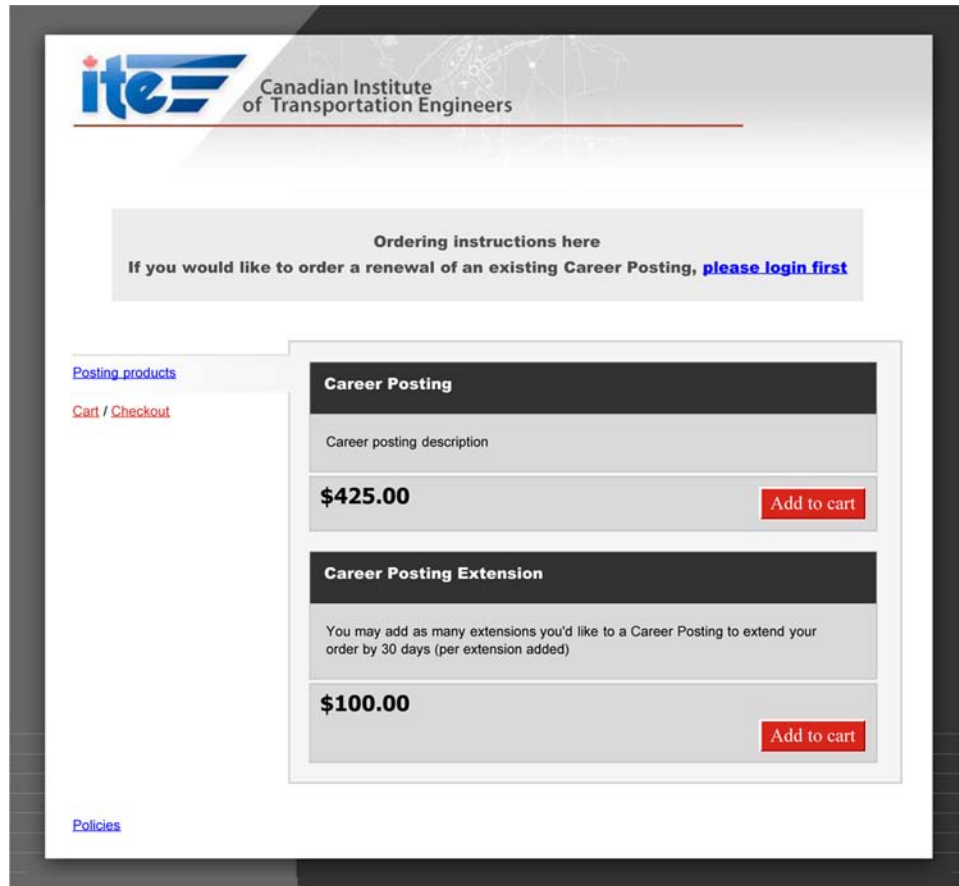 ite
Canadian Institute
of Transportation Engineers
Ordering instructions here
If you would like to order a renewal of an existing Career Posting, please login first
Posting products
Cart / Checkout
Career Posting
Career posting description
$425.00
Add to cart
Career Posting Extension
You may add as many extensions you'd like to a Career Posting to extend your
order by 30 days (per extension added)
$100.00
Add to cart
Policies